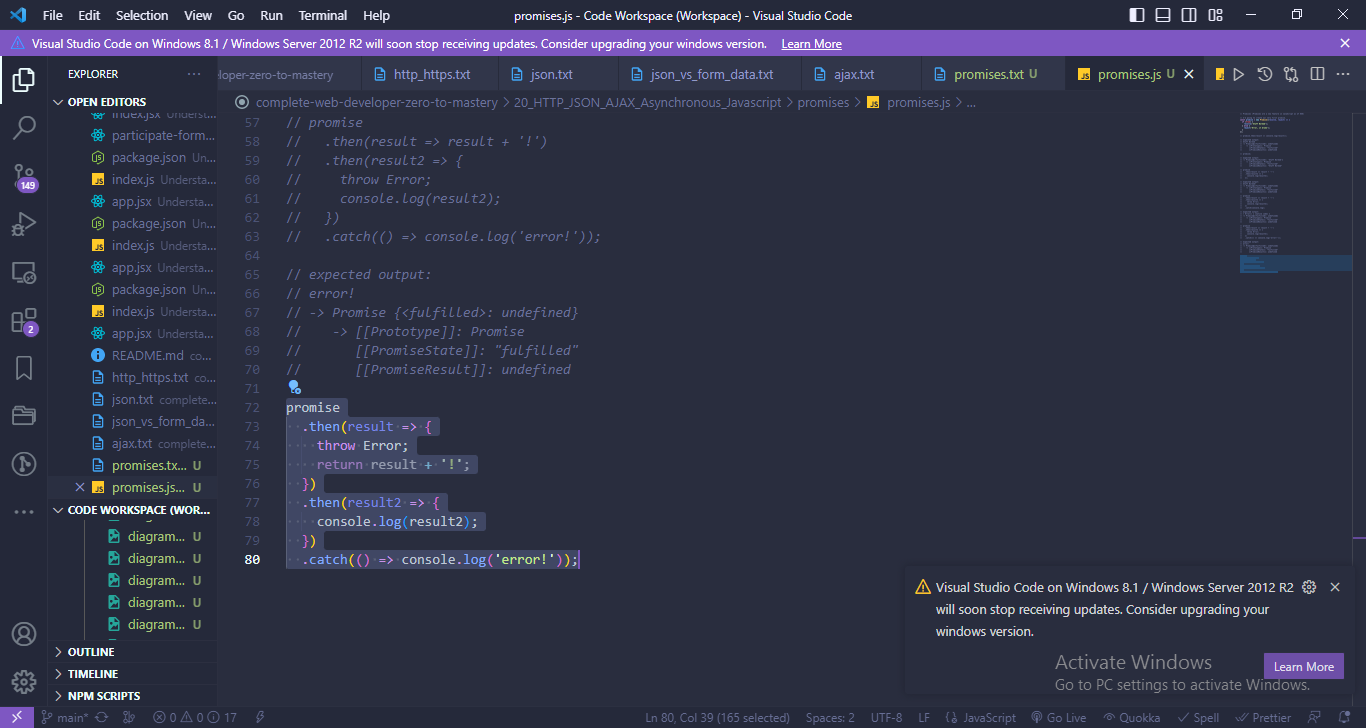 File Edit Selection View Go Run Terminal Help promises.js - Code Workspace (Workspace) - Visual Studio Code
Visual Studio Code on Windows 8.1 / Windows Server 2012 R2 will soon stop receiving updates. Consider upgrading your windows version. Learn More
EXPLORER
loper-zero-to-mastery http_https.txt json.txt json_vs_form_data.txt ajax.txt promises.txt U promises.js U
complete-web-developer-zero-to-mastery > 20_HTTP_JSON_AJAX_Asynchronous_Javascript > promises > promises.js > ...
OPEN EDITORS
index.jsx Understa...
participate-form...
package.json Un...
index.js Understa...
app.jsx Understa...
package.json Un...
index.js Understa...
app.jsx Understa...
package.json Un...
index.js Understa...
app.jsx Understa...
README.md co...
http_https.txt co...
json.txt complete...
json_vs_form_da...
ajax.txt complete...
promises.tx... U
promises.js... U
CODE WORKSPACE (WOR...
diagram... U
diagram... U
diagram... U
diagram... U
diagram... U
OUTLINE
TIMELINE
NPM SCRIPTS
149
2
57 // promise
58 //   .then(result => result + '!')
59 //   .then(result2 => {
60 //     throw Error;
61 //     console.log(result2);
62 //   })
63 //   .catch(() => console.log('error!'));
64
65 // expected output:
66 // error!
67 // -> Promise {<fulfilled>: undefined}
68 //    -> [[Prototype]]: Promise
69 //       [[PromiseState]]: "fulfilled"
70 //       [[PromiseResult]]: undefined
71
72 promise
73   .then(result => {
74     throw Error;
75     return result + '!';
76   })
77   .then(result2 => {
78     console.log(result2);
79   })
80   .catch(() => console.log('error!'));
Visual Studio Code on Windows 8.1 / Windows Server 2012 R2
will soon stop receiving updates. Consider upgrading your
windows version.
Learn More
Activate Windows
Go to PC settings to activate Windows.
main* 0 0 17 Ln 80, Col 39 (165 selected) Spaces: 2 UTF-8 LF JavaScript Go Live Quokka Spell Prettier